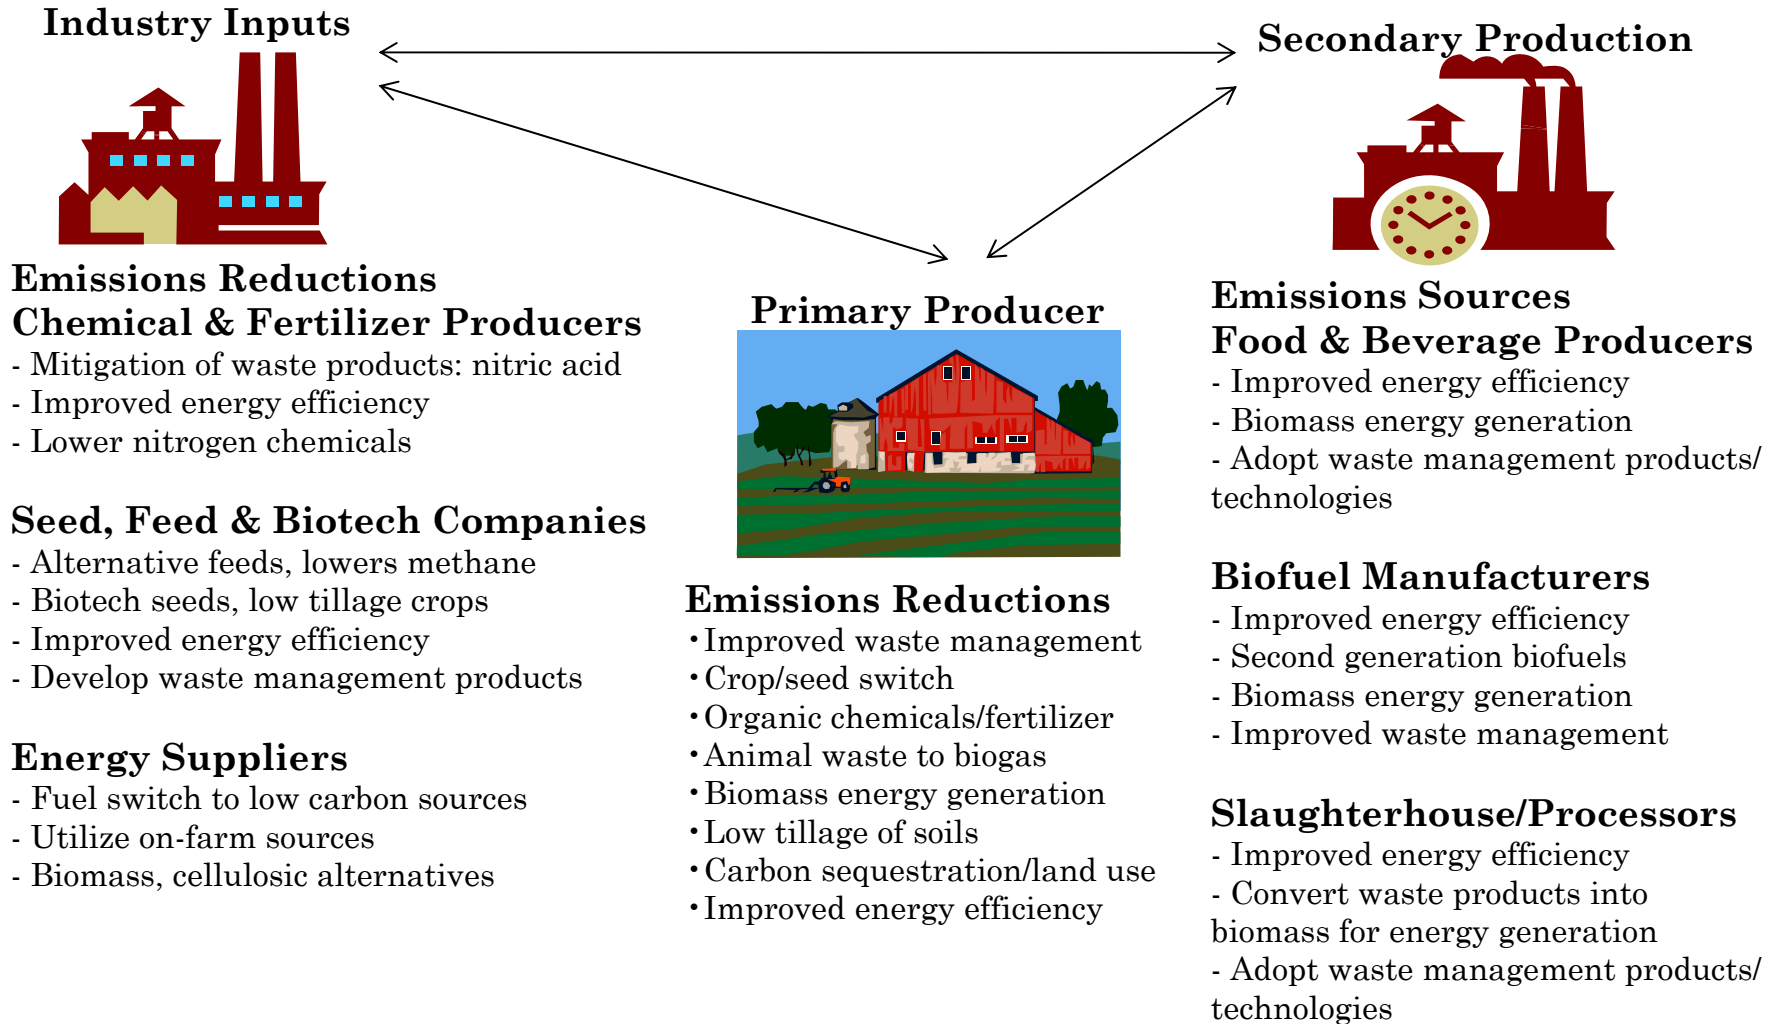 Industry Inputs
Emissions Reductions
Chemical & Fertilizer Producers
- Mitigation of waste products: nitric acid
- Improved energy efficiency
- Lower nitrogen chemicals
Seed, Feed & Biotech Companies
- Alternative feeds, lowers methane
- Biotech seeds, low tillage crops
- Improved energy efficiency
- Develop waste management products
Energy Suppliers
- Fuel switch to low carbon sources
- Utilize on-farm sources
- Biomass, cellulosic alternatives
Primary Producer
Emissions Reductions
・Improved waste management
・Crop/seed switch
・Organic chemicals/fertilizer
・Animal waste to biogas
・Biomass energy generation
・Low tillage of soils
・Carbon sequestration/land use
・Improved energy efficiency
Secondary Production
Emissions Sources
Food & Beverage Producers
- Improved energy efficiency
- Biomass energy generation
- Adopt waste management products/
technologies
Biofuel Manufacturers
- Improved energy efficiency
- Second generation biofuels
- Biomass energy generation
- Improved waste management
Slaughterhouse/Processors
- Improved energy efficiency
- Convert waste products into
biomass for energy generation
- Adopt waste management products/
technologies